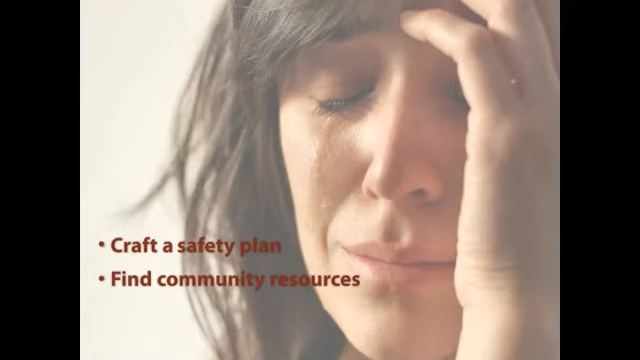 • Craft a safety plan
• Find community resources